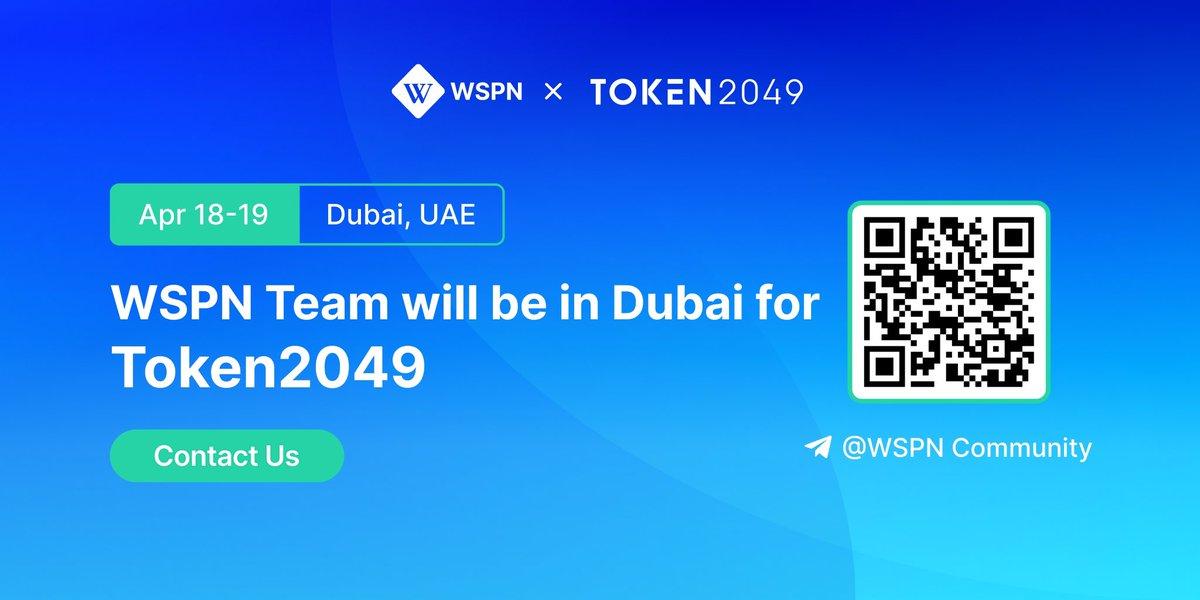 WSPN × TOKEN2049
Apr 18-19 Dubai, UAE
WSPN Team will be in Dubai for
Token2049
Contact Us
@WSPN Community